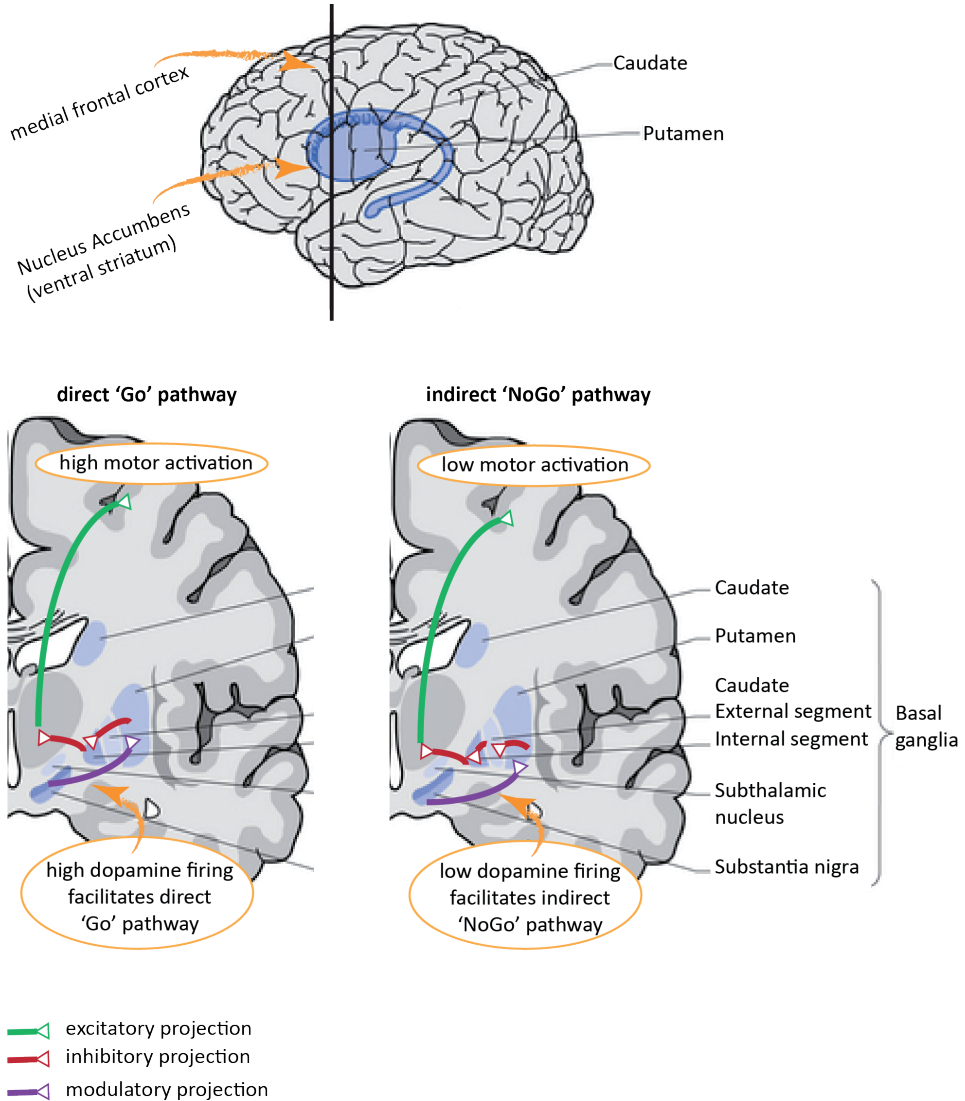 medial frontal cortex
Caudate
Putamen
Nucleus Accumbens
(ventral striatum)
direct ‘Go’ pathway
indirect ‘NoGo’ pathway
high motor activation
low motor activation
Caudate
Putamen
Caudate
External segment
Internal segment
Subthalamic
nucleus
Substantia nigra
Basal
ganglia
high dopamine firing
facilitates direct
‘Go’ pathway
low dopamine firing
facilitates indirect
‘NoGo’ pathway
excitatory projection
inhibitory projection
modulatory projection